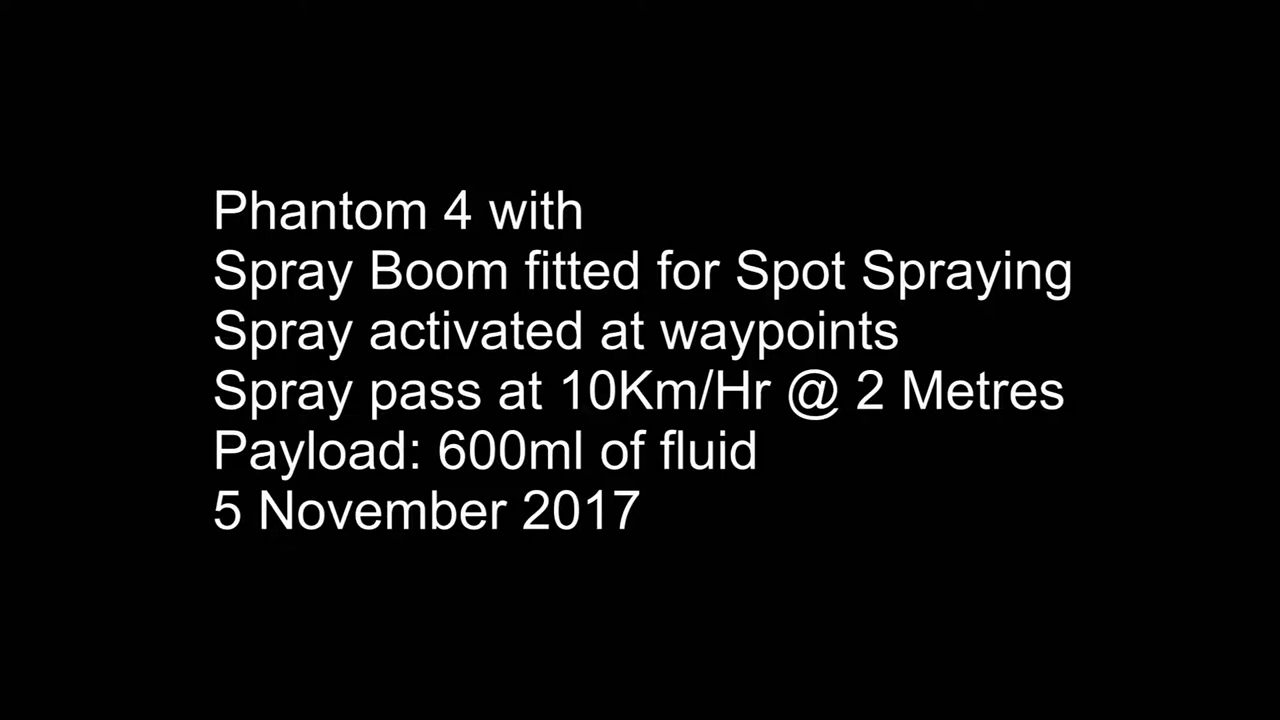 Phantom 4 with
Spray Boom fitted for Spot Spraying
Spray activated at waypoints
Spray pass at 10Km/Hr @ 2 Metres
Payload: 600ml of fluid
5 November 2017